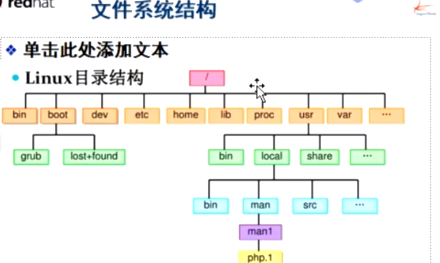 redhat
文件系统结构
单击此处添加文本
Linux目录结构
/
bin boot dev etc home lib proc usr var ...
grub lost+found bin local share ...
bin man src ...
man1
php.1